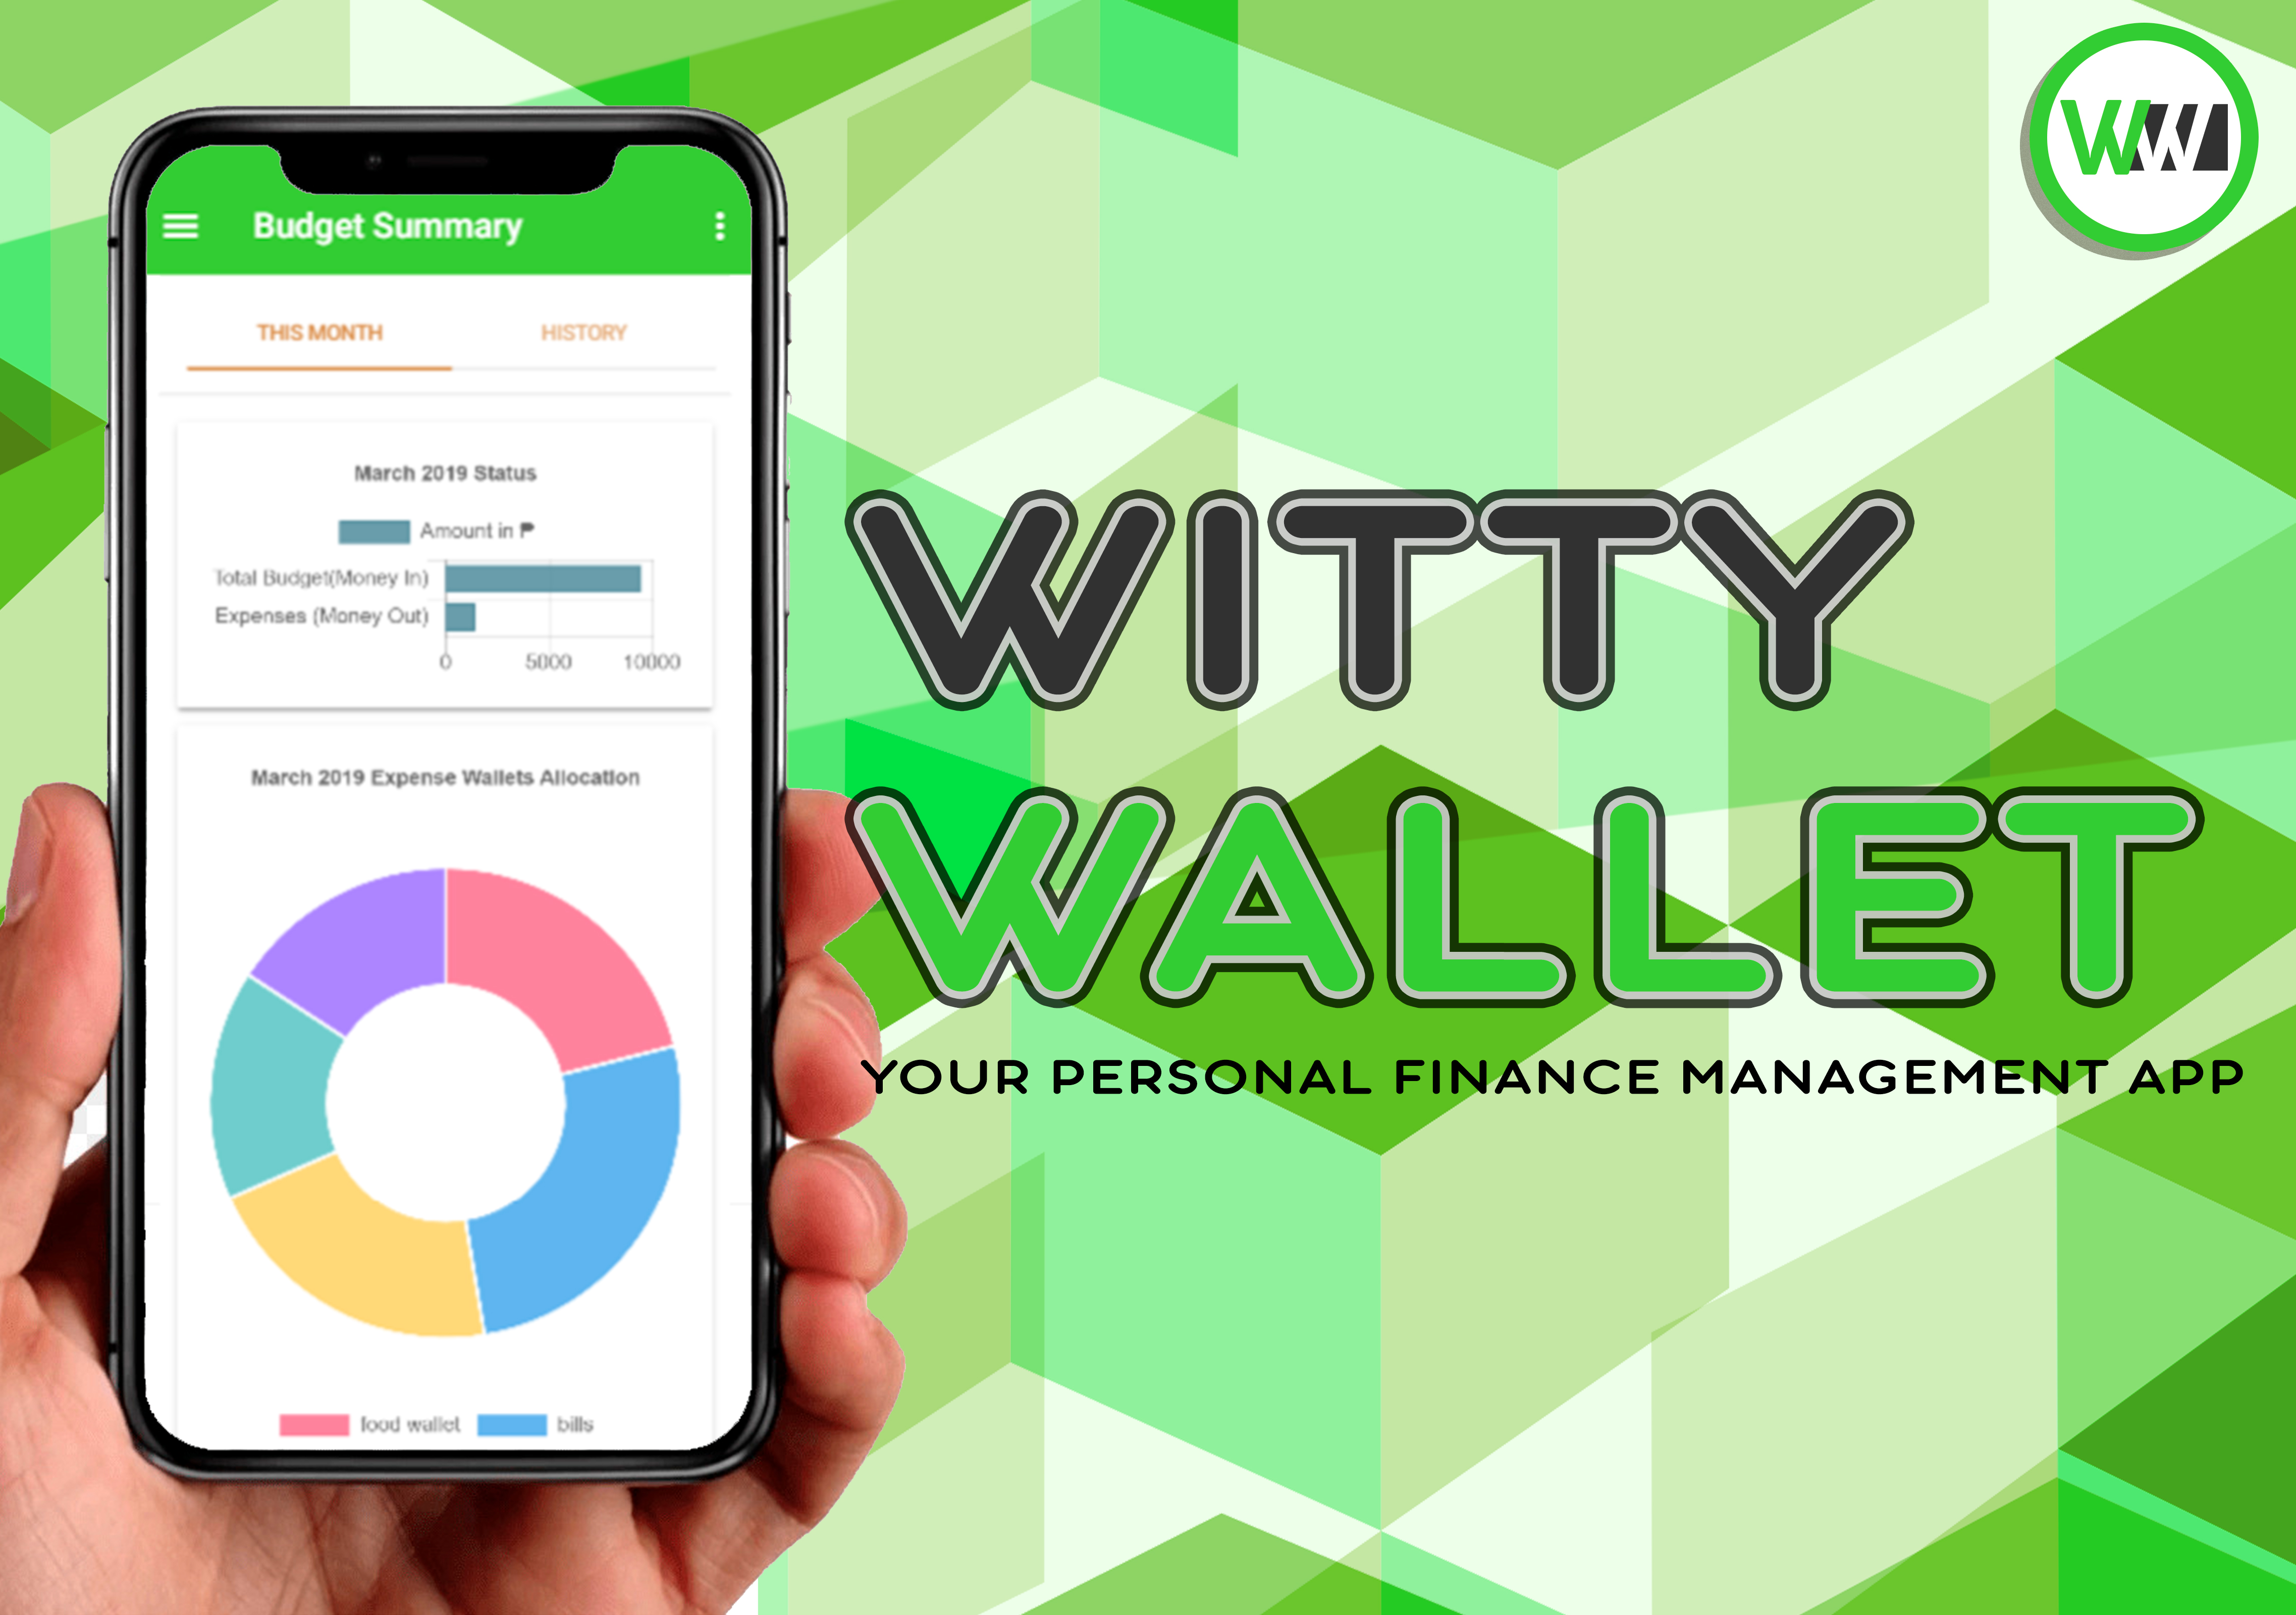 WW
Budget Summary
THIS MONTH HISTORY
March 2019 Status
Amount in ₱
Total Budget(Money In)
Expenses (Money Out)
0 5000 10000
March 2019 Expense Wallets Allocation
food wallet bills
WITTY
WALLET
YOUR PERSONAL FINANCE MANAGEMENT APP